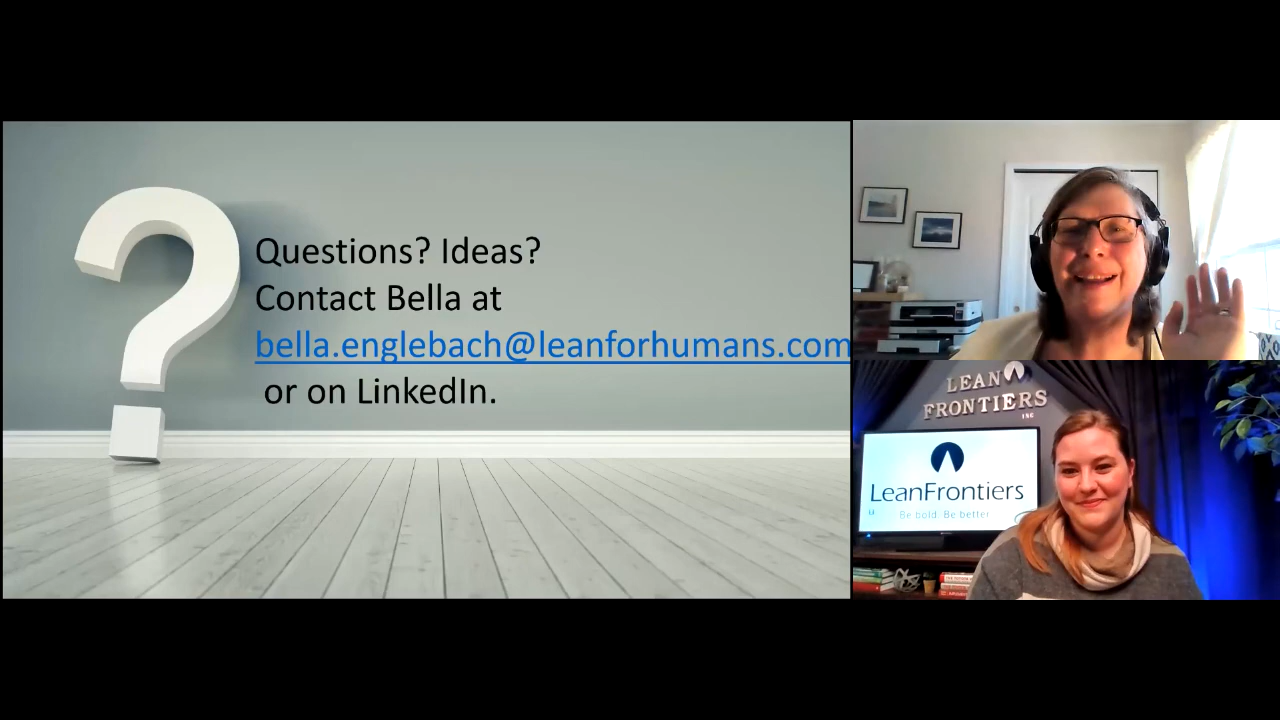 Questions? Ideas?
Contact Bella at
bella.englebach@leanforhumans.com
or on LinkedIn.
LEAN
FRONTIERS
INC
LeanFrontiers
Be bold. Be better.